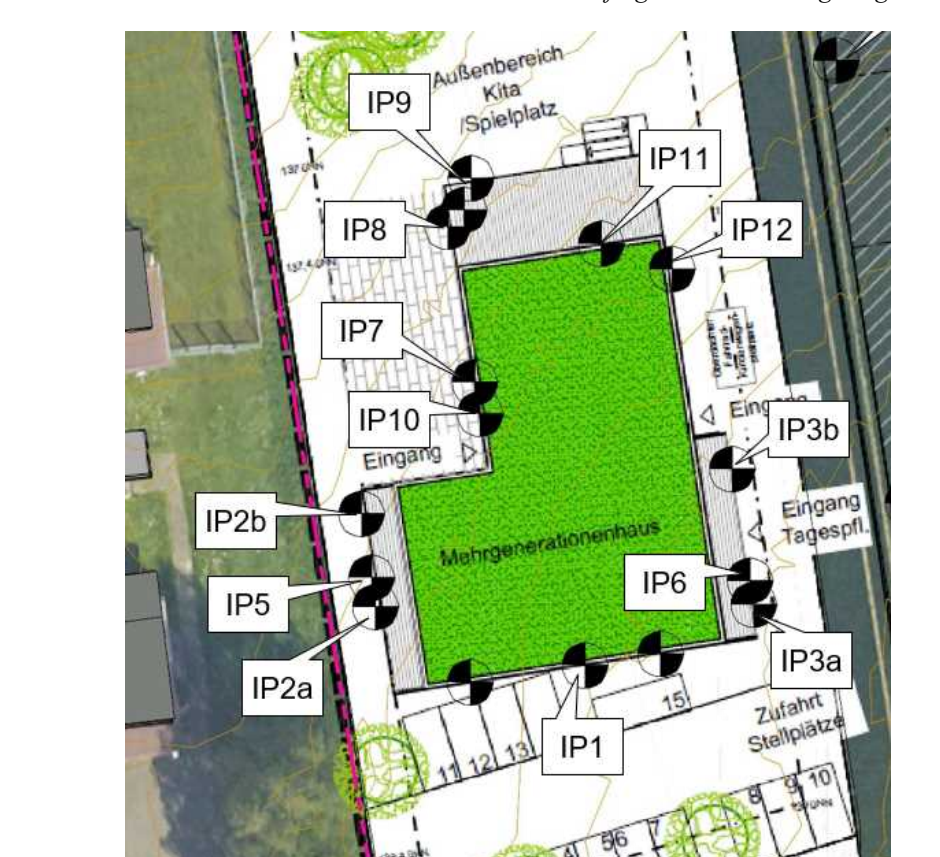 Außenbereich
Kita
/Spielplatz
IP9
IP11
IP8
IP12
IP7
IP10
Eingang
IP3b
Eingang
IP2b
Eingang
Tagespfl.
Mehrgenerationenhaus
IP6
IP5
IP3a
IP2a
15
Zufahrt
Stellplätze
IP1
11 12 13
8 9 10
56 7